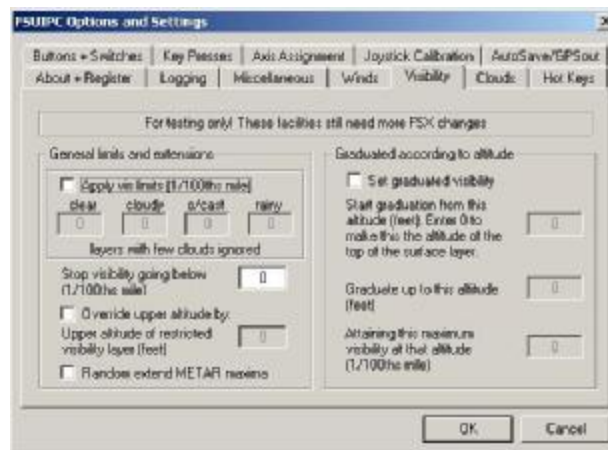 FSUIPC Options and Settings
Buttons + Switches
Key Presses
Axis Assignment
Joystick Calibration
AutoSave/GPSout
About + Register
Logging
Miscellaneous
Winds
Visibility
Clouds
Hot Keys
For testing only! These facilities still need more FSX changes
General limits and extensions
Apply vis limits (1/100ths mile)
clear cloudy o/cast rainy
0 0 0 0
layers with few clouds ignored
Stop visibility going below
(1/100ths mile)
0
Override upper altitude by:
Upper altitude of restricted
visibility layer (feet)
0
Random extend METAR maxima
Graduated according to altitude
Set graduated visibility
Start graduation from this
altitude (feet). Enter 0 to
make this the altitude of the
top of the surface layer.
0
Graduate up to this altitude
(feet)
0
Attaining this maximum
visibility at that altitude
(1/100ths mile)
0
OK
Cancel